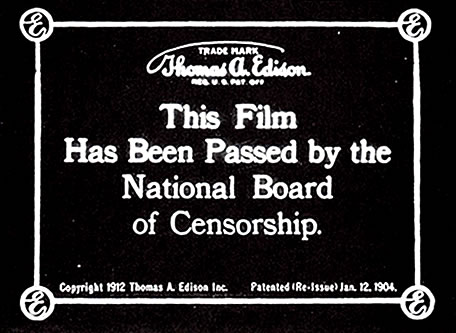 TRADE MARK
Thomas A. Edison
REG. U. S. PAT. OFF
This Film
Has Been Passed by the
National Board
of Censorship.
Copyright 1912 Thomas A. Edison Inc. Patented (Re-Issue) Jan. 12, 1904.
E
E
E
E